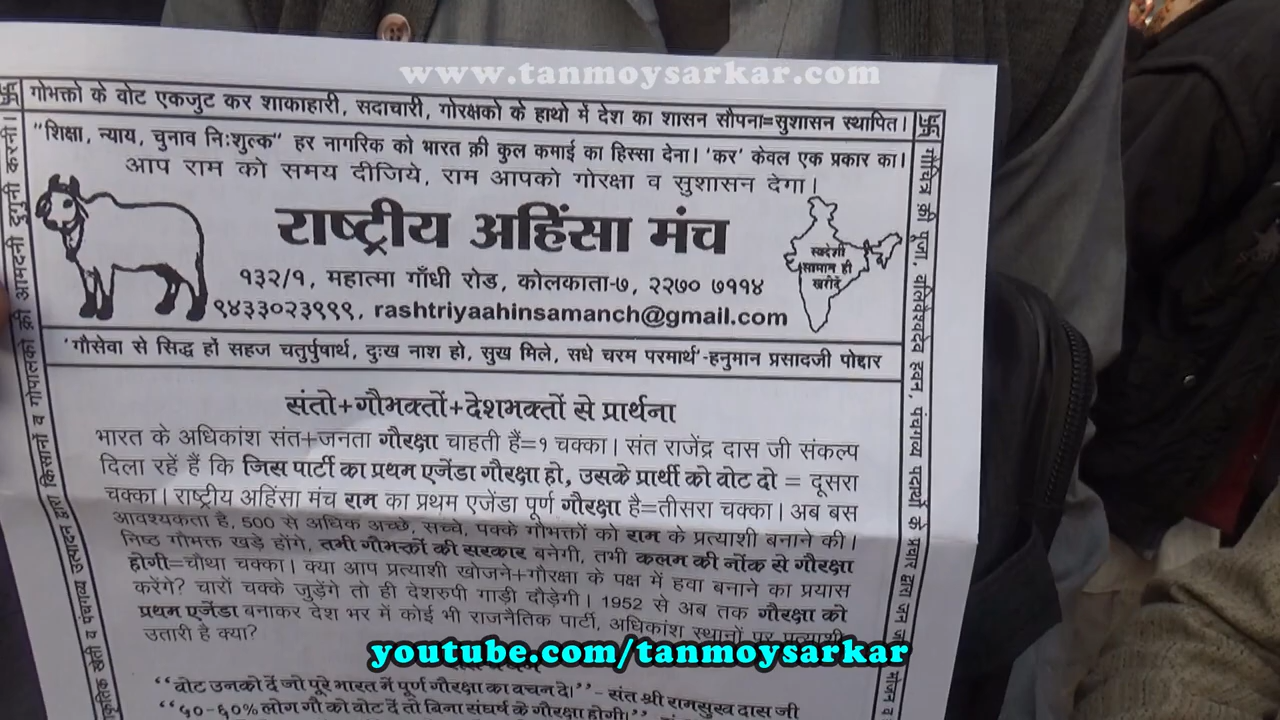 www.tanmoysarkar.com
गोभक्तो के वोट एकजुट कर शाकाहारी, सदाचारी, गोरक्षको के हाथो में देश का शासन सौपना=सुशासन स्थापित।
"शिक्षा, न्याय, चुनाव नि:शुल्क" हर नागरिक को भारत की कुल कमाई का हिस्सा देना। 'कर' केवल एक प्रकार का।
आप राम को समय दीजिये, राम आपको गोरक्षा व सुशासन देगा।
राष्ट्रीय अहिंसा मंच
१३२/१, महात्मा गाँधी रोड, कोलकाता-७, २२७० ७११४
९४३३०२३९९९, rashtriyaahinsamanch@gmail.com
स्वदेशी
सामान ही
खरीदें
'गौसेवा से सिद्ध हों सहज चतुर्पुषार्थ, दुःख नाश हो, सुख मिले, सधे चरम परमार्थ'-हनुमान प्रसादजी पोद्दार
संतो+गौभक्तों+देशभक्तों से प्रार्थना
भारत के अधिकांश संत+जनता गौरक्षा चाहती हैं=१ चक्का। संत राजेंद्र दास जी संकल्प
दिला रहें हैं कि जिस पार्टी का प्रथम एजेंडा गौरक्षा हो, उसके प्रार्थी को वोट दो = दूसरा
चक्का। राष्ट्रीय अहिंसा मंच राम का प्रथम एजेंडा पूर्ण गौरक्षा है=तीसरा चक्का। अब बस
आवश्यकता है, 500 से अधिक अच्छे, सच्चे, पक्के गोभक्तों को राम के प्रत्याशी बनाने की।
निष्ठ गौभक्त खड़े होंगे, तभी गौभक्तों की सरकार बनेगी, तभी कलम की नोंक से गौरक्षा
होगी=चौथा चक्का। क्या आप प्रत्याशी खोजने+गौरक्षा के पक्ष में हवा बनाने का प्रयास
करेंगे? चारों चक्के जुड़ेंगे तो ही देशरुपी गाड़ी दौड़ेगी। 1952 से अब तक गौरक्षा को
प्रथम एजेंडा बनाकर देश भर में कोई भी राजनैतिक पार्टी, अधिकांश स्थानों पर प्रत्याशी
उतारी है क्या?
youtube.com/tanmoysarkar
"वोट उनको दें जो पूरे भारत में पूर्ण गौरक्षा का वचन दे।"- संत श्री रामसुख दास जी
"५०-६०% लोग गौ को वोट दें तो बिना संघर्ष के गौरक्षा होगी।"